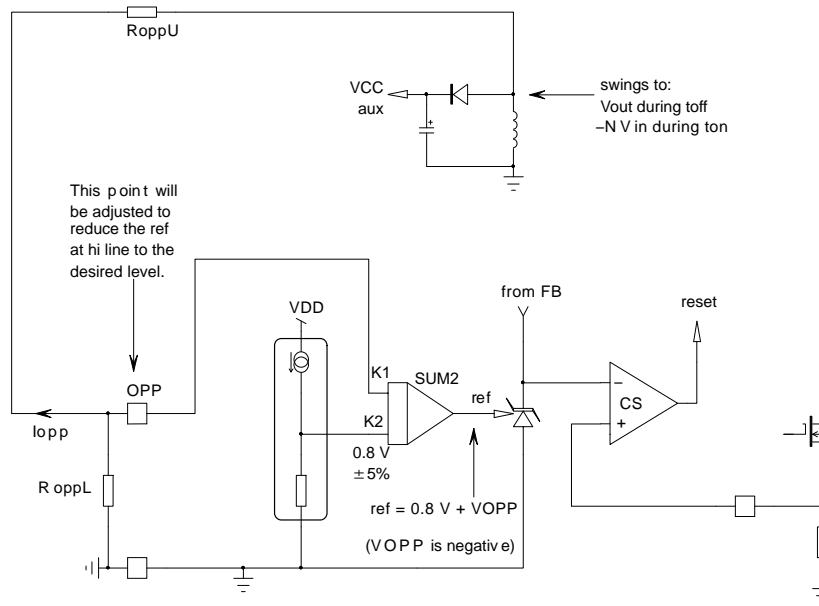 RoppU
VCC
aux
swings to:
Vout during toff
–N V in during ton
This point will
be adjusted to
reduce the ref
at hi line to the
desired level.
from FB
reset
VDD
OPP
K1
SUM2
ref
CS
–
+
Iopp
K2
0.8 V
±5%
R oppL
ref = 0.8 V + VOPP
(VOPP is negative)